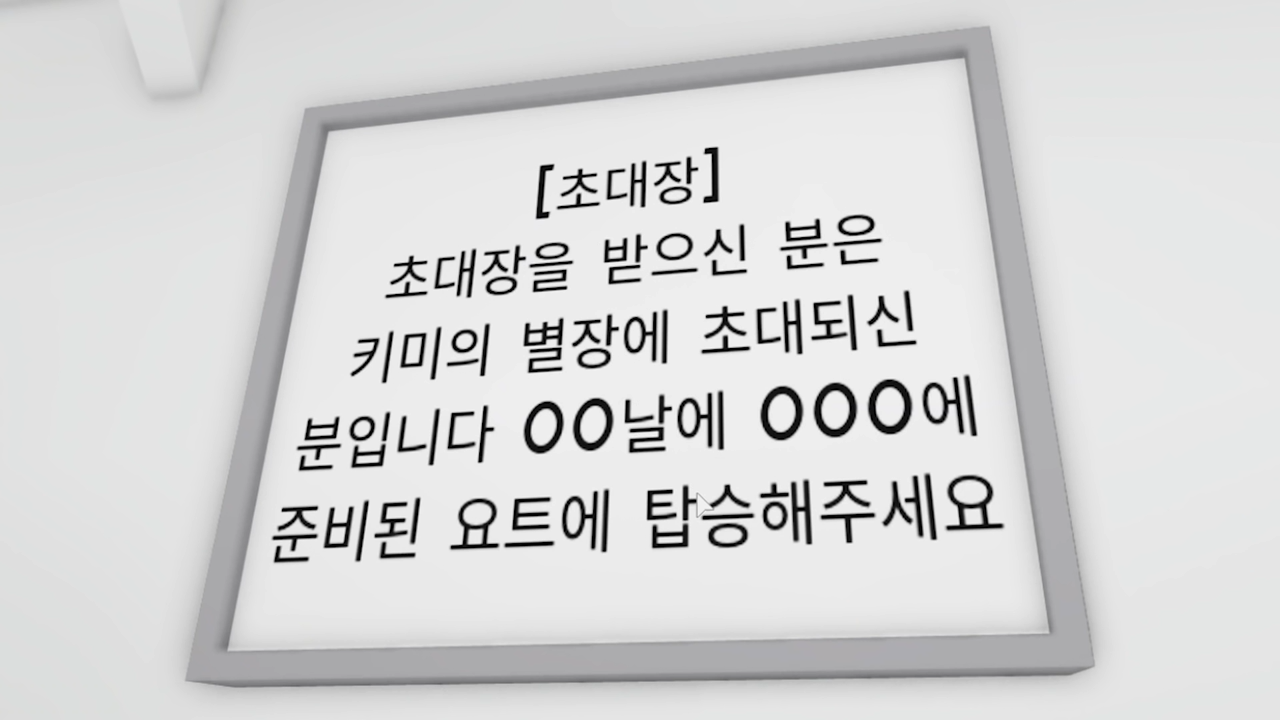 [초대장]
초대장을 받으신 분은
키미의 별장에 초대되신
분입니다 OO날에 OOO에
준비된 요트에 탑승해주세요